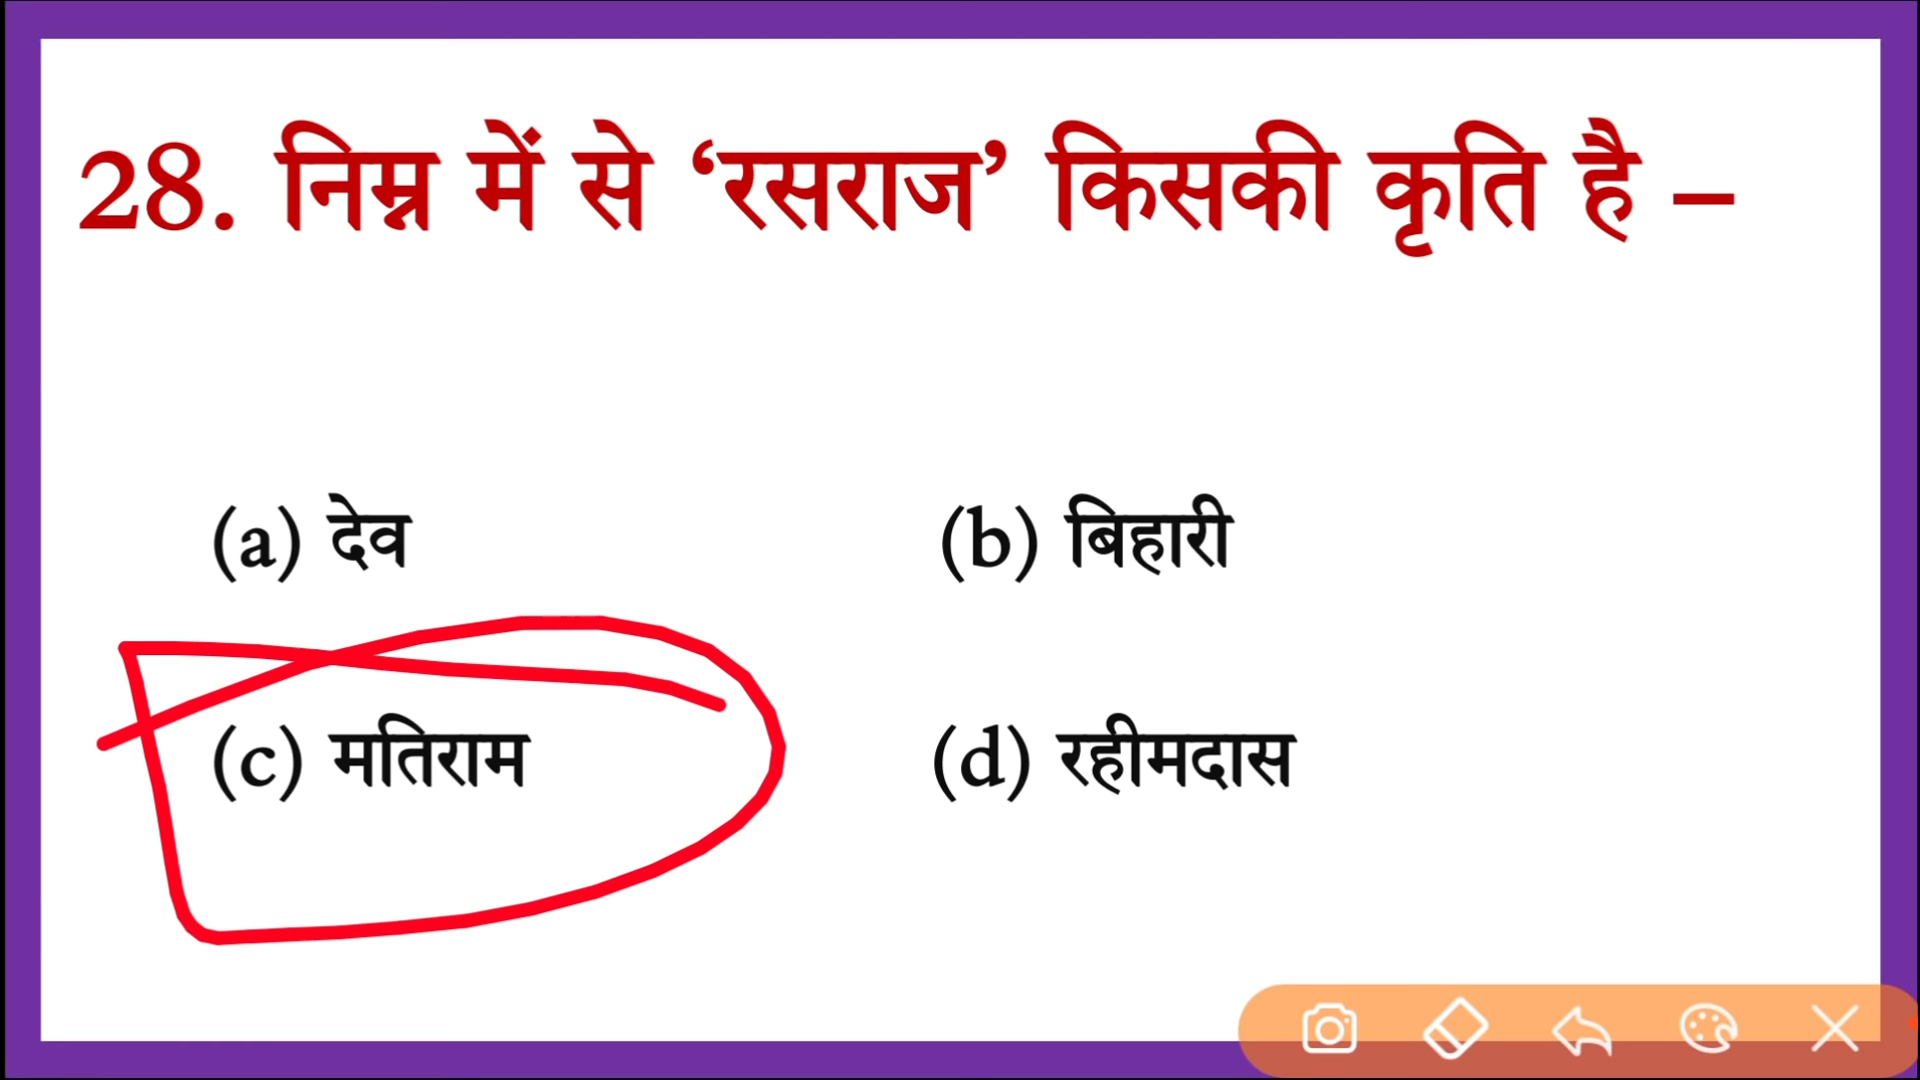 28. निम्न में से ‘रसराज’ किसकी कृति है –
(a) देव (b) बिहारी
(c) मतिराम (d) रहीमदास